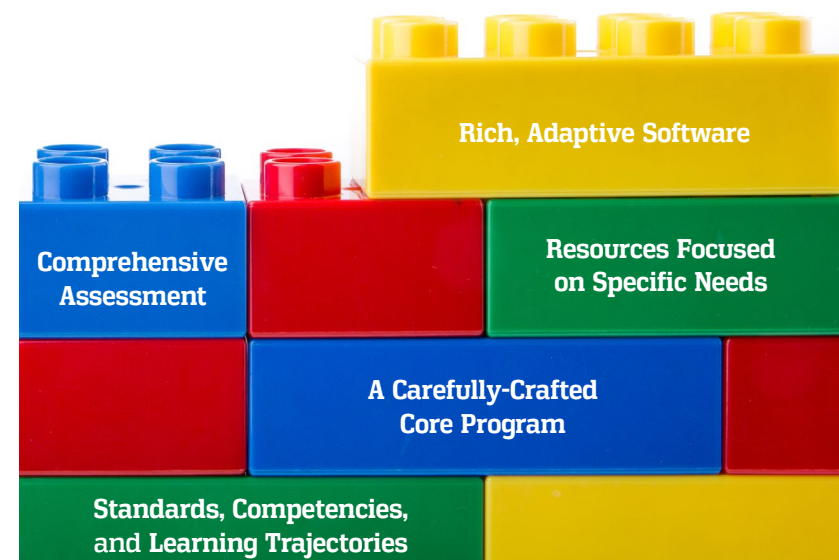 Rich, Adaptive Software
Comprehensive
Assessment
Resources Focused
on Specific Needs
A Carefully-Crafted
Core Program
Standards, Competencies,
and Learning Trajectories